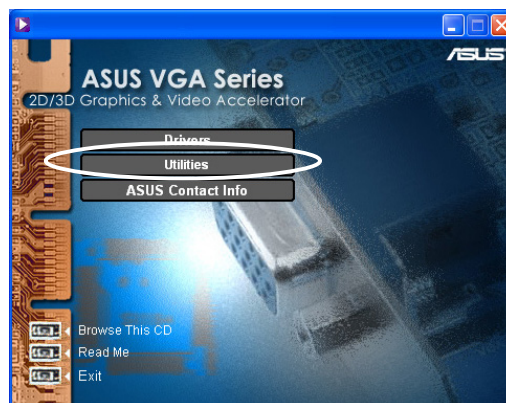 ASUS
ASUS VGA Series
2D/3D Graphics & Video Accelerator
Drivers
Utilities
ASUS Contact Info
Browse This CD
Read Me
Exit